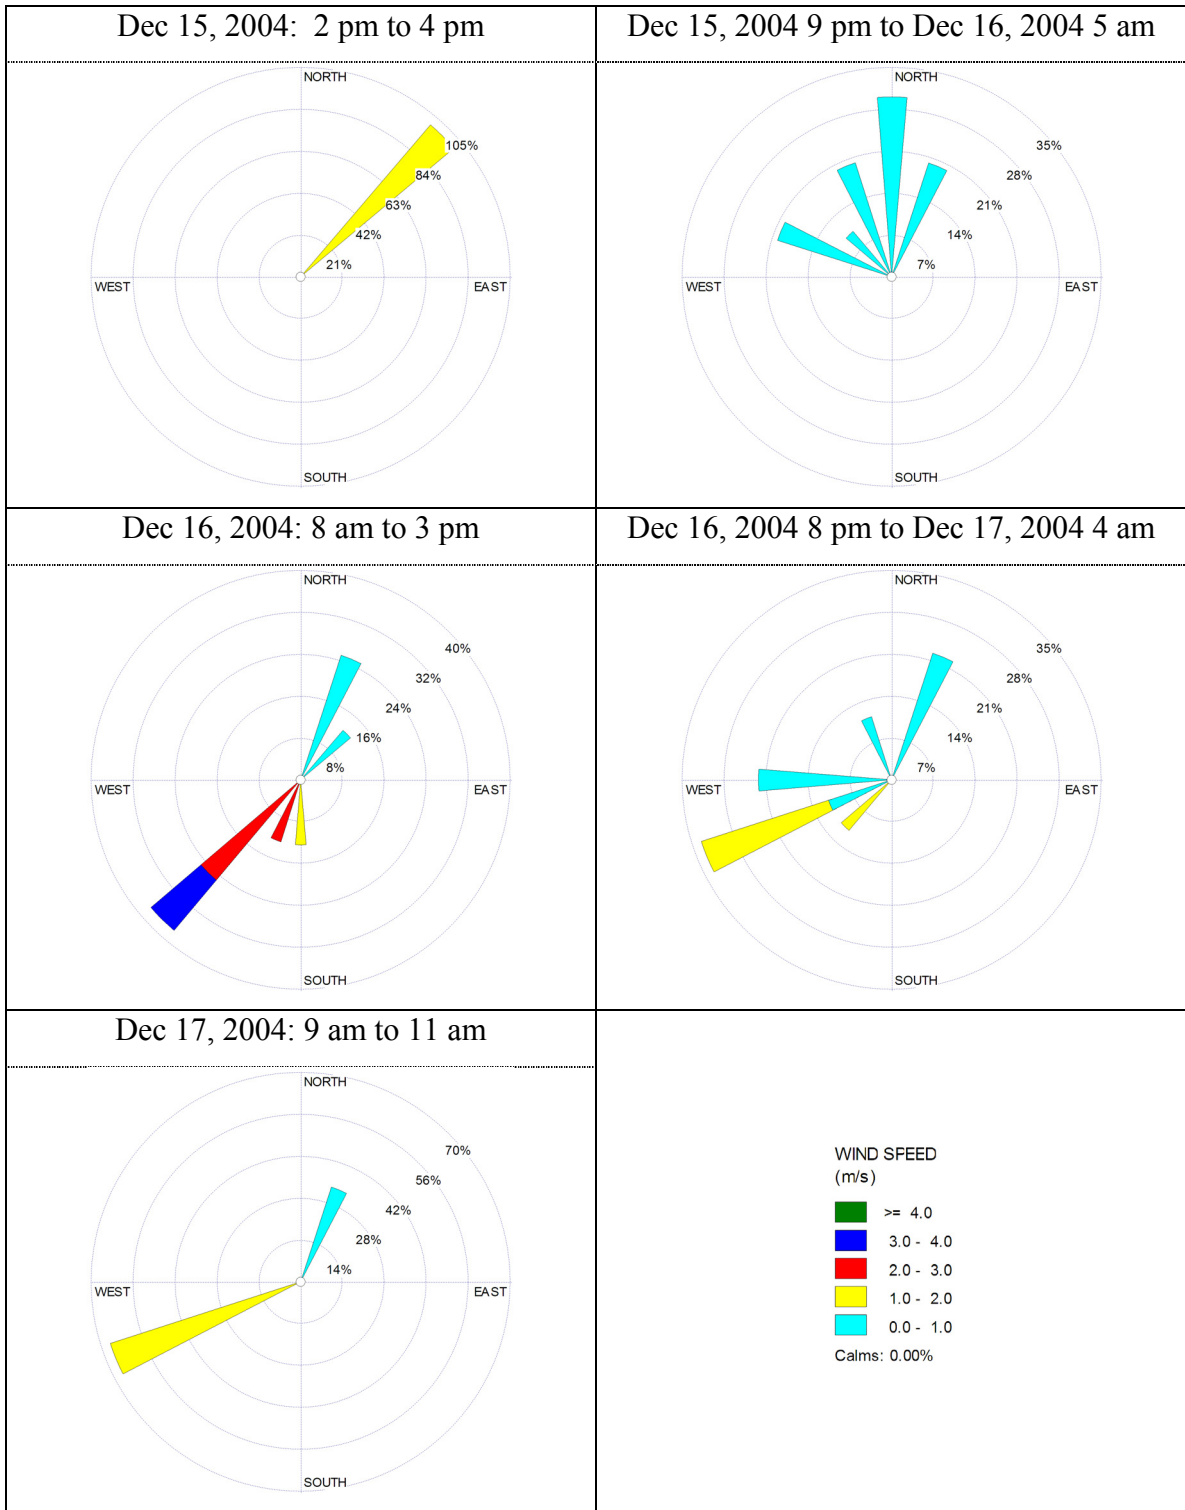 Dec 15, 2004:  2 pm to 4 pm
NORTH
105%
84%
63%
42%
21%
WEST
EAST
SOUTH
Dec 15, 2004 9 pm to Dec 16, 2004 5 am
NORTH
35%
28%
21%
14%
7%
WEST
EAST
SOUTH
Dec 16, 2004: 8 am to 3 pm
NORTH
40%
32%
24%
16%
8%
WEST
EAST
SOUTH
Dec 16, 2004 8 pm to Dec 17, 2004 4 am
NORTH
35%
28%
21%
14%
7%
WEST
EAST
SOUTH
Dec 17, 2004: 9 am to 11 am
NORTH
70%
56%
42%
28%
14%
WEST
EAST
SOUTH
WIND SPEED
(m/s)
>= 4.0
3.0 - 4.0
2.0 - 3.0
1.0 - 2.0
0.0 - 1.0
Calms: 0.00%